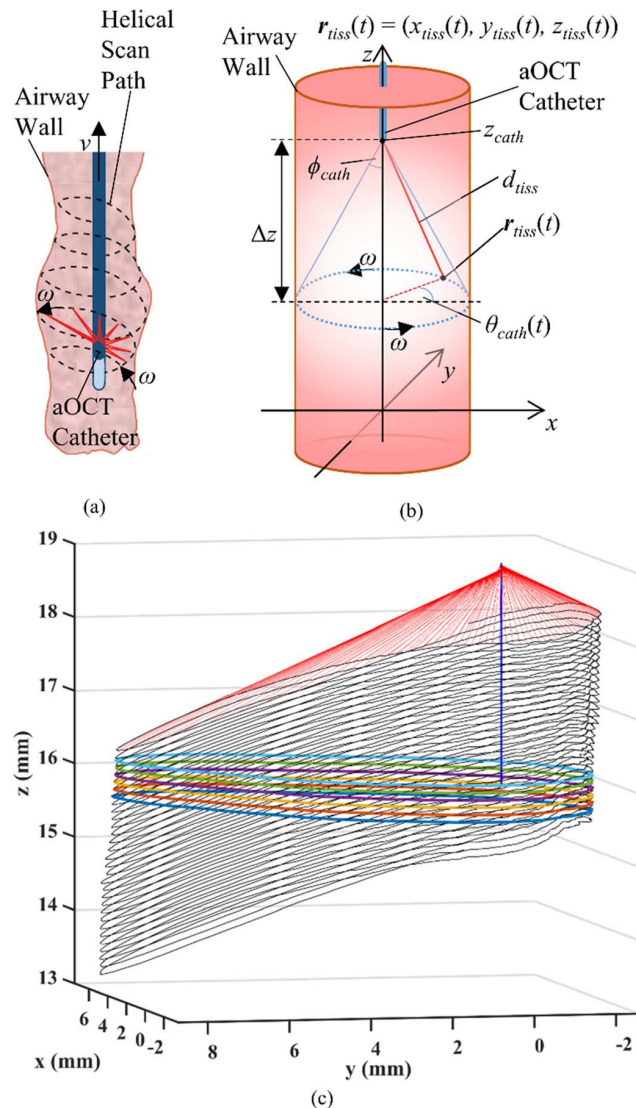 Helical
Scan
Path
Airway
Wall
v
ω
ω
aOCT
Catheter
(a)
r_tiss(t) = (x_tiss(t), y_tiss(t), z_tiss(t))
Airway
Wall
z
aOCT
Catheter
z_cath
ϕ_cath
d_tiss
Δz
r_tiss(t)
ω
θ_cath(t)
ω
y
x
(b)
19
18
17
16
15
14
13
z (mm)
6 4 2 0 -2
x (mm)
8 6 4 2 0 -2
y (mm)
(c)